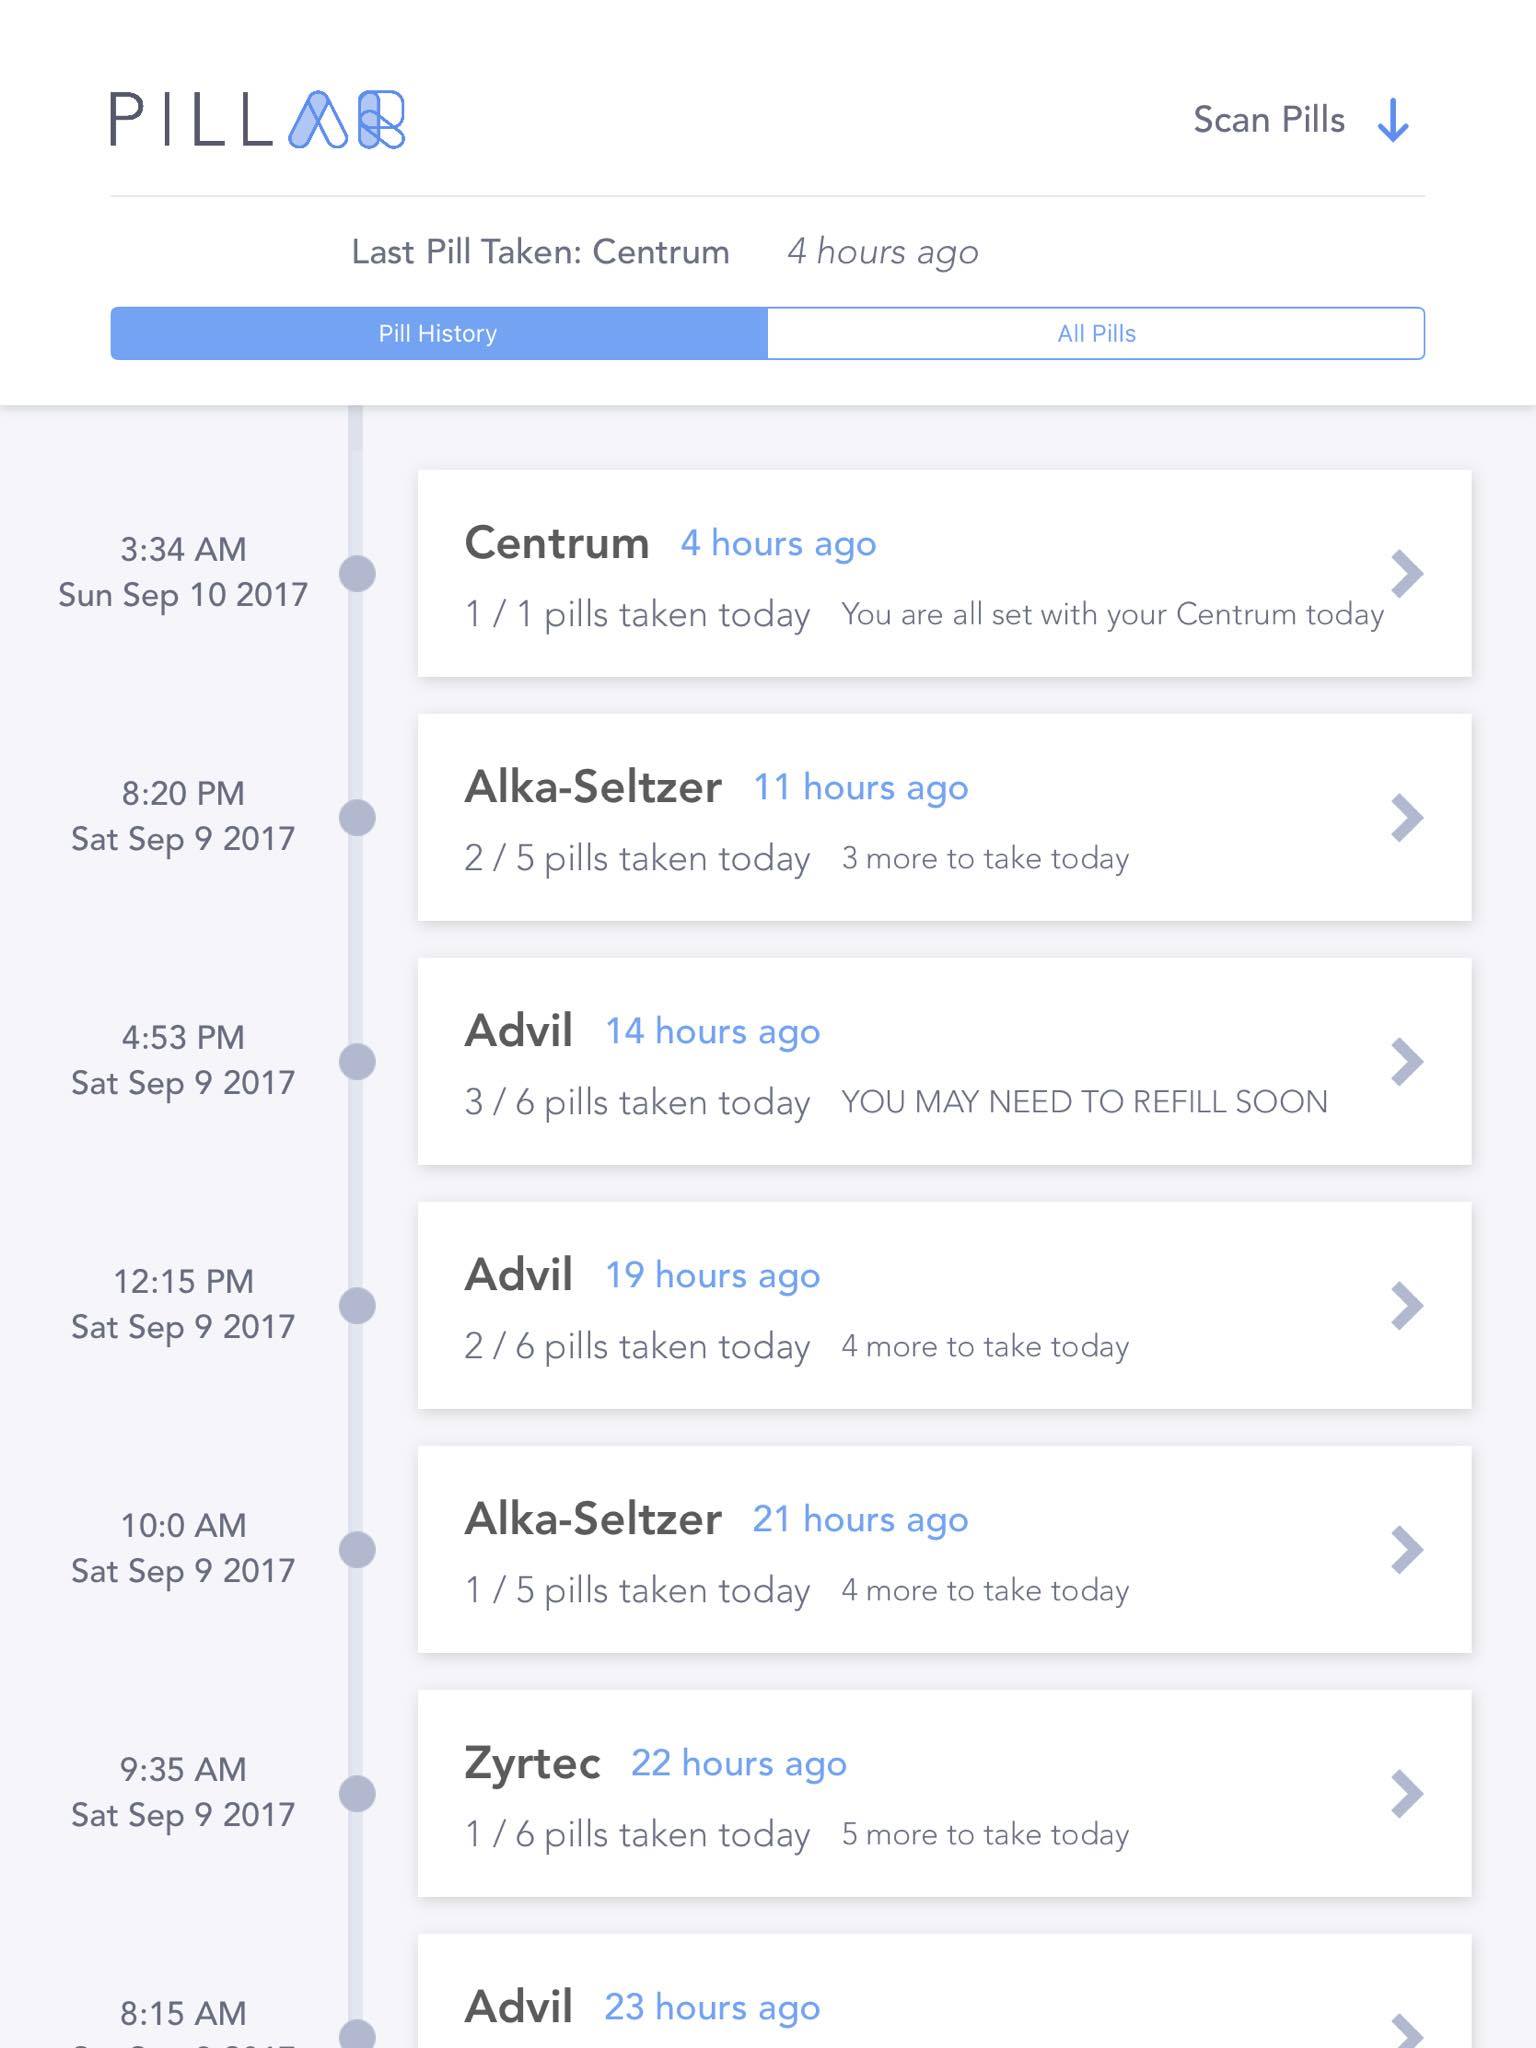 PILLAR
Scan Pills
Last Pill Taken: Centrum 4 hours ago
Pill History
All Pills
3:34 AM
Sun Sep 10 2017
Centrum 4 hours ago
1 / 1 pills taken today You are all set with your Centrum today
8:20 PM
Sat Sep 9 2017
Alka-Seltzer 11 hours ago
2 / 5 pills taken today 3 more to take today
4:53 PM
Sat Sep 9 2017
Advil 14 hours ago
3 / 6 pills taken today YOU MAY NEED TO REFILL SOON
12:15 PM
Sat Sep 9 2017
Advil 19 hours ago
2 / 6 pills taken today 4 more to take today
10:0 AM
Sat Sep 9 2017
Alka-Seltzer 21 hours ago
1 / 5 pills taken today 4 more to take today
9:35 AM
Sat Sep 9 2017
Zyrtec 22 hours ago
1 / 6 pills taken today 5 more to take today
8:15 AM
Advil 23 hours ago